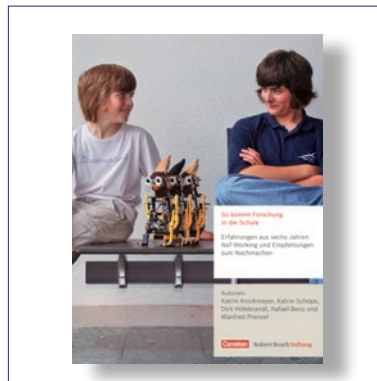 So kommt Forschung
in die Schule
Erfahrungen aus sechs Jahren
NaT-Working und Empfehlungen
zum Nachmachen
Autoren:
Katrin Knickmeyer, Katrin Schöps,
Dirk Hillebrandt, Rafael Benz und
Manfred Prenzel
Cornelsen Robert Bosch Stiftung